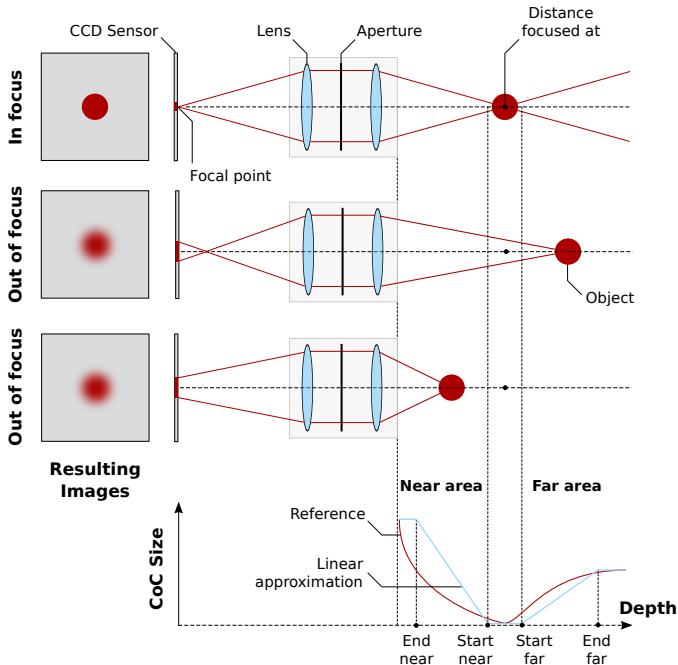 CCD Sensor
Lens
Aperture
Distance
focused at
In focus
Focal point
Out of focus
Object
Out of focus
Resulting
Images
Near area
Far area
CoC Size
Reference
Linear
approximation
Depth
End
near
Start
near
Start
far
End
far